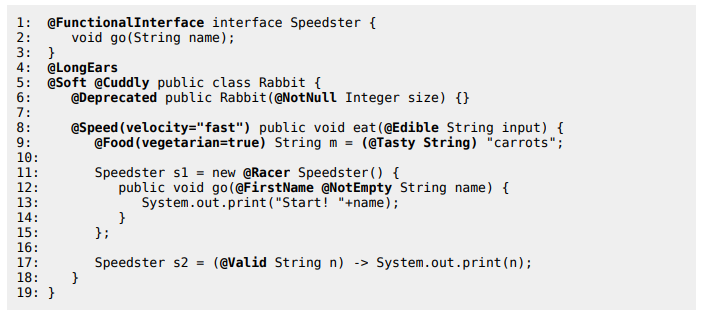 1: @FunctionalInterface interface Speedster {
2:    void go(String name);
3: }
4: @LongEars
5: @Soft @Cuddly public class Rabbit {
6:    @Deprecated public Rabbit(@NotNull Integer size) {}
7:
8:    @Speed(velocity="fast") public void eat(@Edible String input) {
9:       @Food(vegetarian=true) String m = (@Tasty String) "carrots";
10:
11:       Speedster s1 = new @Racer Speedster() {
12:          public void go(@FirstName @NotEmpty String name) {
13:             System.out.print("Start! "+name);
14:          }
15:       };
16:
17:       Speedster s2 = (@Valid String n) -> System.out.print(n);
18:    }
19: }